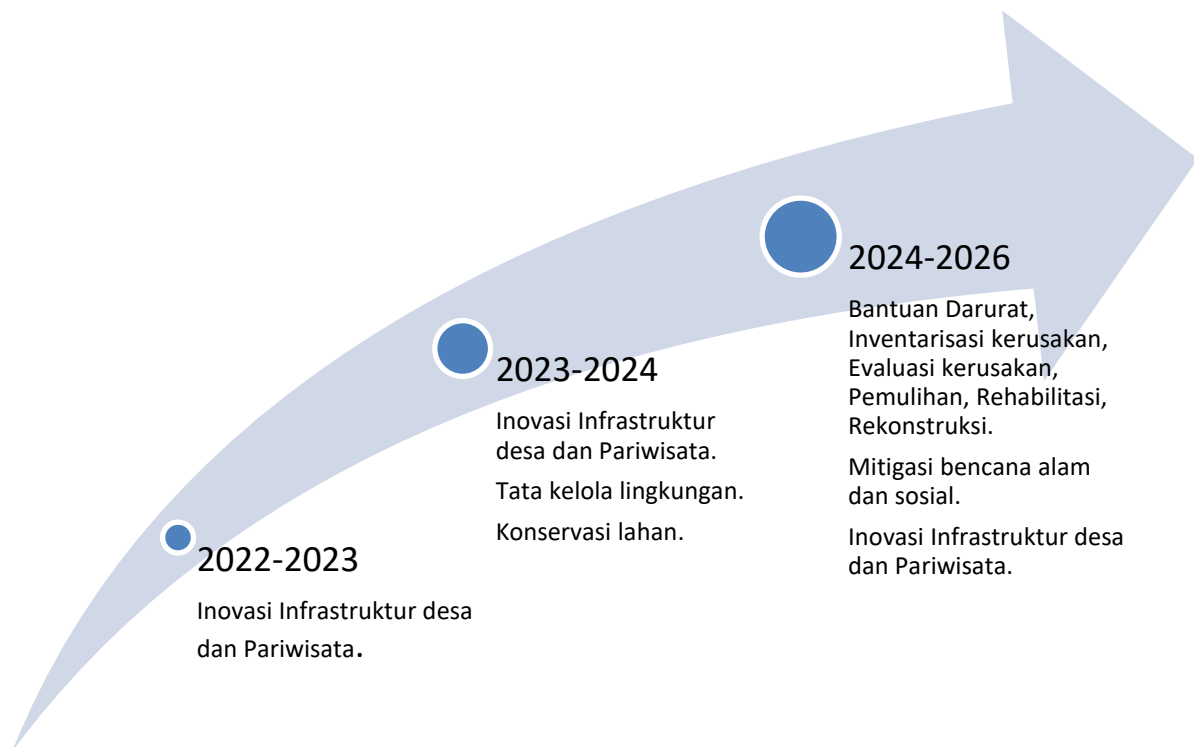 2022-2023
Inovasi Infrastruktur desa
dan Pariwisata.
2023-2024
Inovasi Infrastruktur
desa dan Pariwisata.
Tata kelola lingkungan.
Konservasi lahan.
2024-2026
Bantuan Darurat,
Inventarisasi kerusakan,
Evaluasi kerusakan,
Pemulihan, Rehabilitasi,
Rekonstruksi.
Mitigasi bencana alam
dan sosial.
Inovasi Infrastruktur desa
dan Pariwisata.